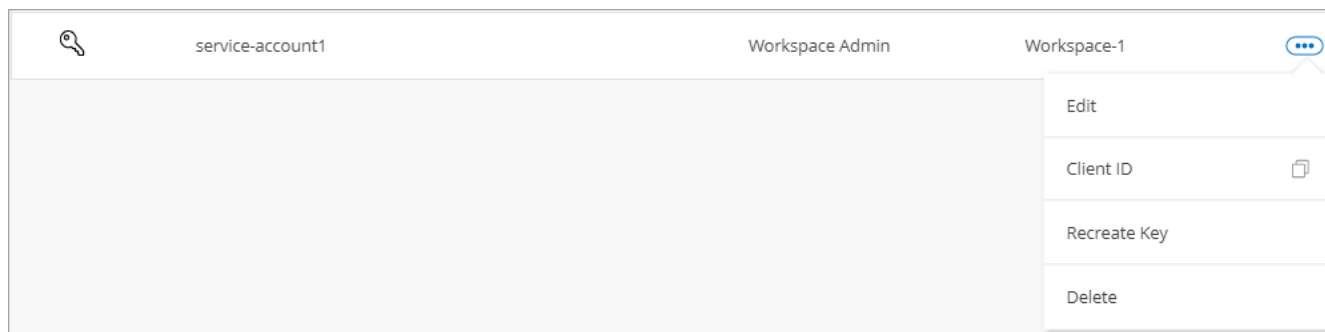 service-account1 Workspace Admin Workspace-1
Edit
Client ID
Recreate Key
Delete